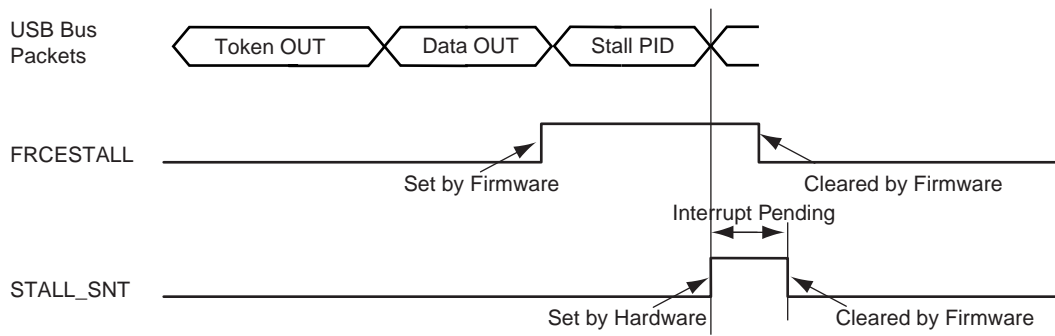 USB Bus
Packets
Token OUT
Data OUT
Stall PID
FRCESTALL
Set by Firmware
Cleared by Firmware
Interrupt Pending
STALL_SNT
Set by Hardware
Cleared by Firmware